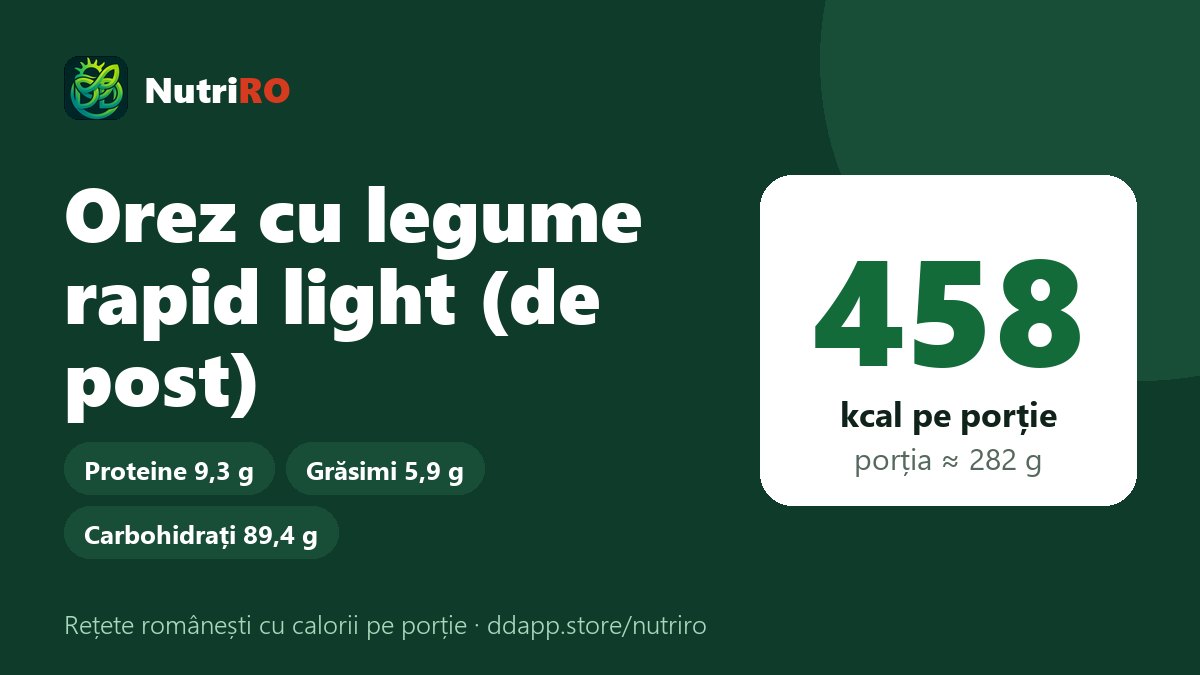 NutriRO
Orez cu legume
rapid light (de
post)
Proteine 9,3 g
Grăsimi 5,9 g
Carbohidrați 89,4 g
458
kcal pe porție
porția ≈ 282 g
Rețete românești cu calorii pe porție · ddapp.store/nutriro